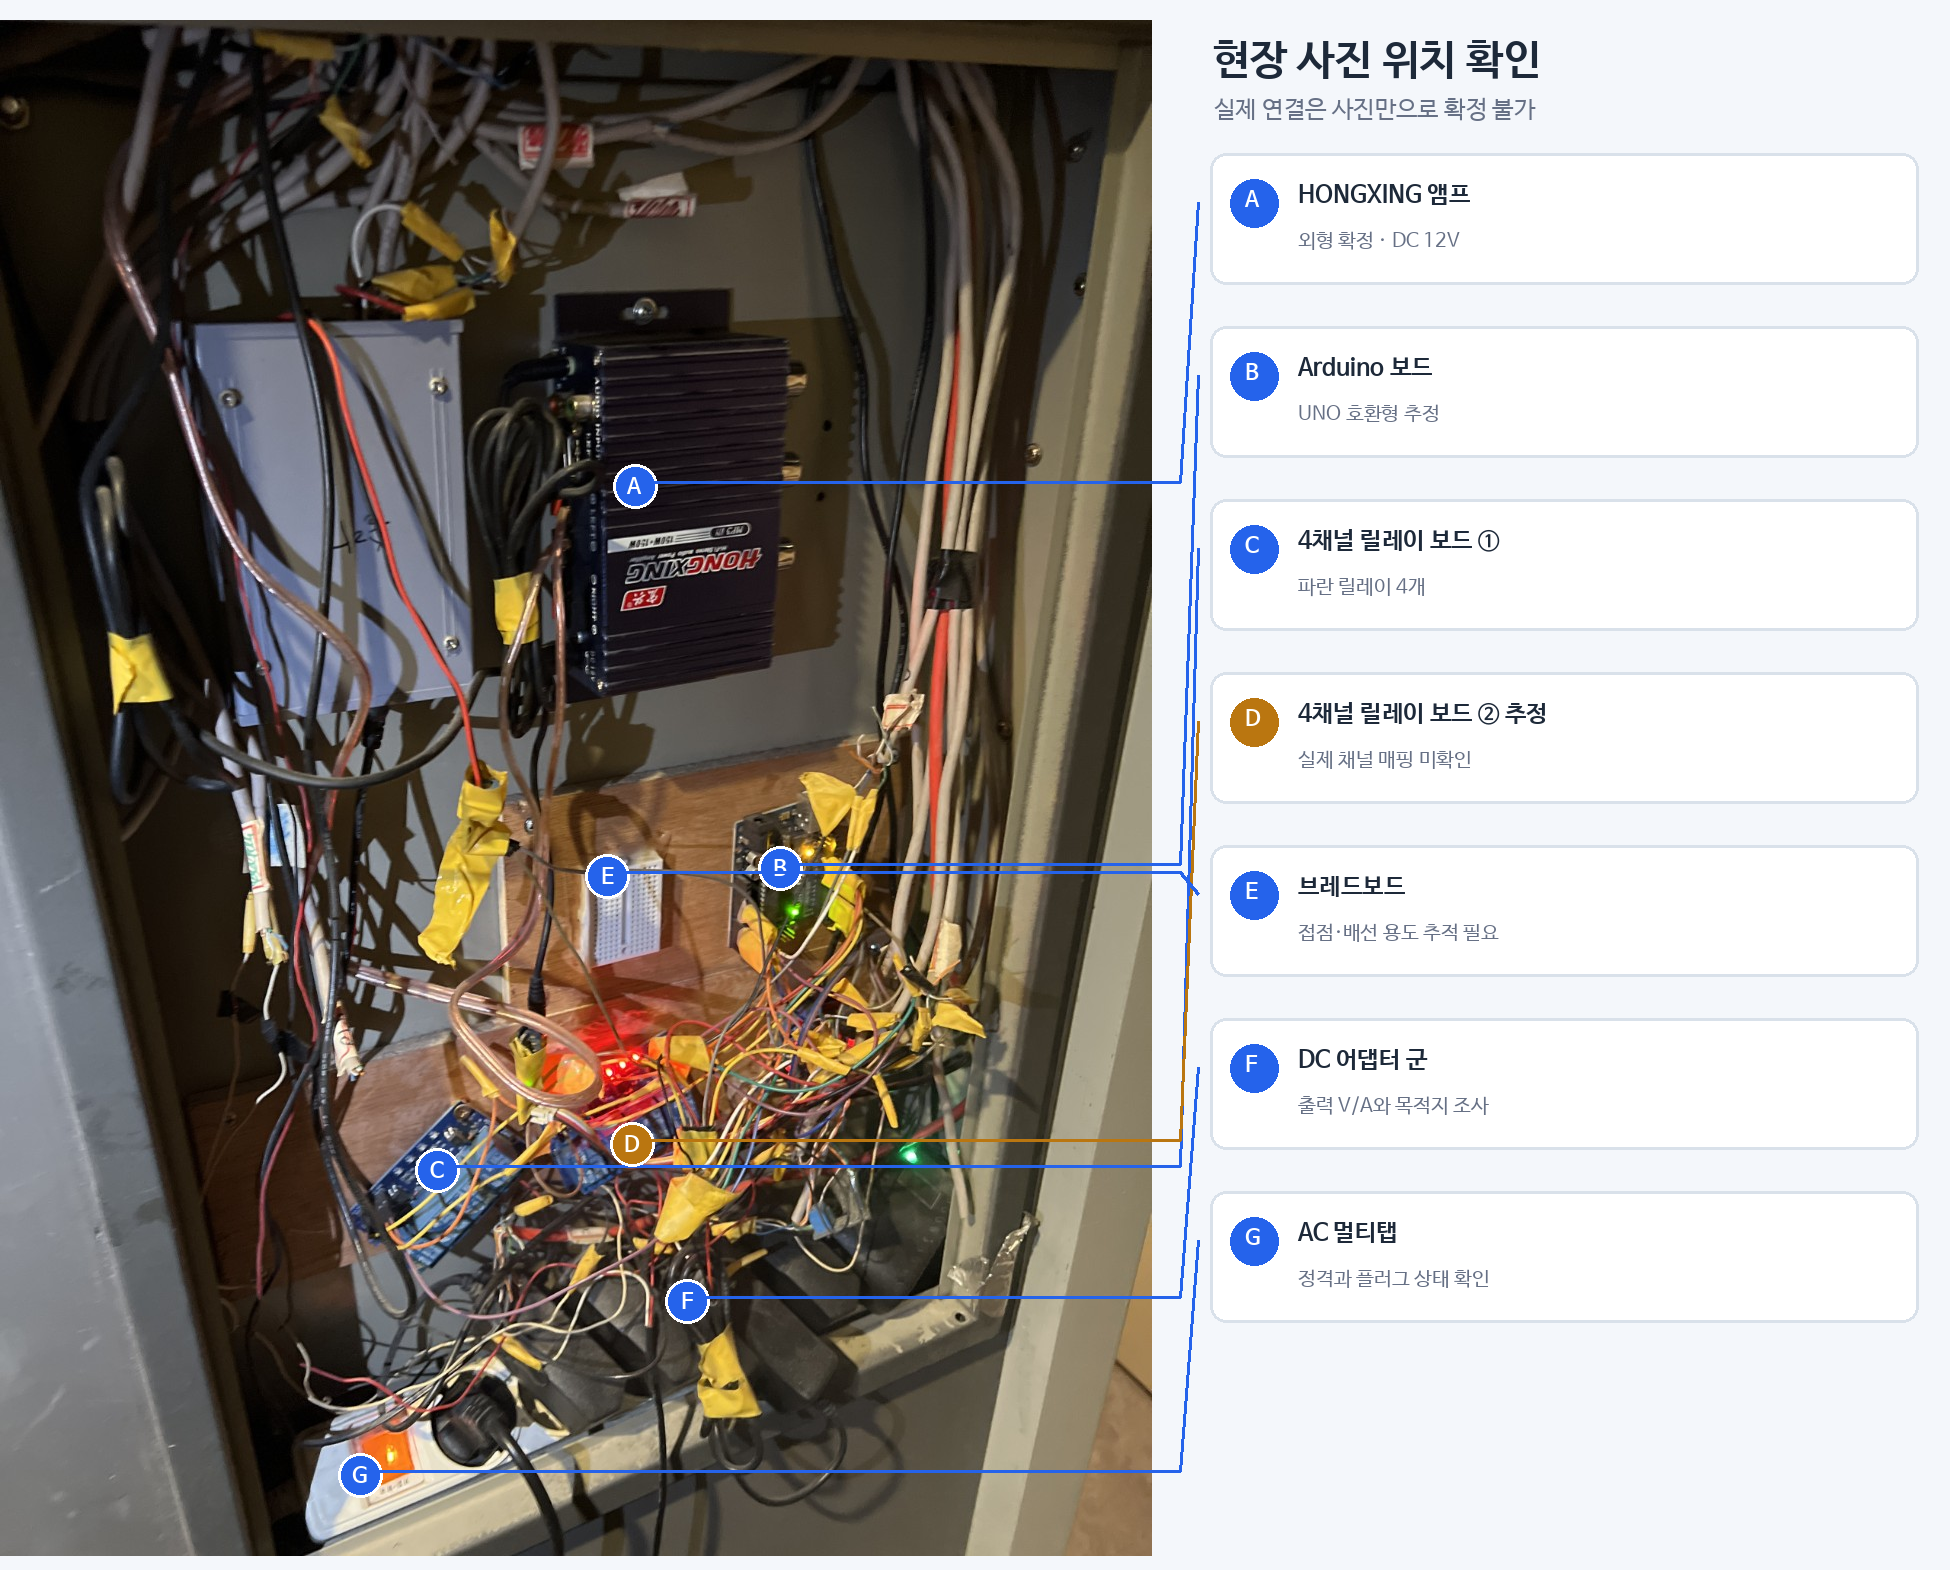 현장 사진 위치 확인
실제 연결은 사진만으로 확정 불가
A
HONGXING 앰프
외형 확정 · DC 12V
B
Arduino 보드
UNO 호환형 추정
C
4채널 릴레이 보드 ①
파란 릴레이 4개
D
4채널 릴레이 보드 ② 추정
실제 채널 매핑 미확인
E
브레드보드
접점·배선 용도 추적 필요
F
DC 어댑터 군
출력 V/A와 목적지 조사
G
AC 멀티탭
정격과 플러그 상태 확인
A
HONGXING
150W+150W
E
B
D
C
F
G